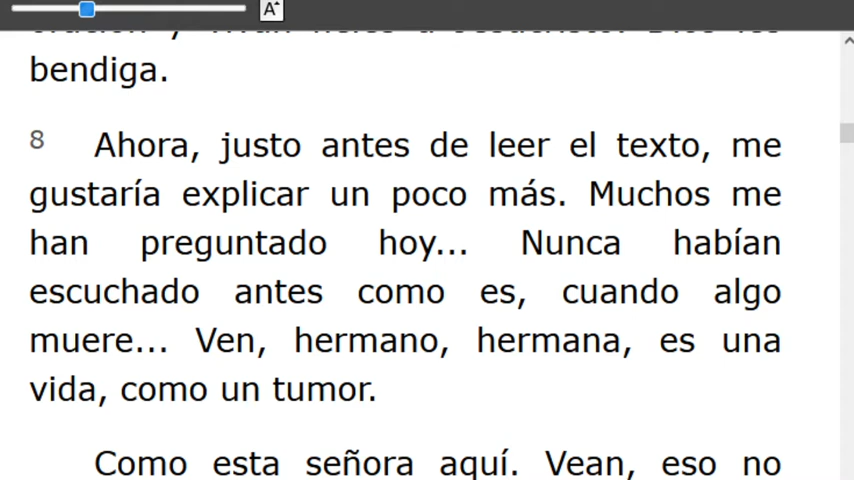 A
bendiga.
8 Ahora, justo antes de leer el texto, me
gustaría explicar un poco más. Muchos me
han preguntado hoy... Nunca habían
escuchado antes como es, cuando algo
muere... Ven, hermano, hermana, es una
vida, como un tumor.
Como esta señora aquí. Vean, eso no